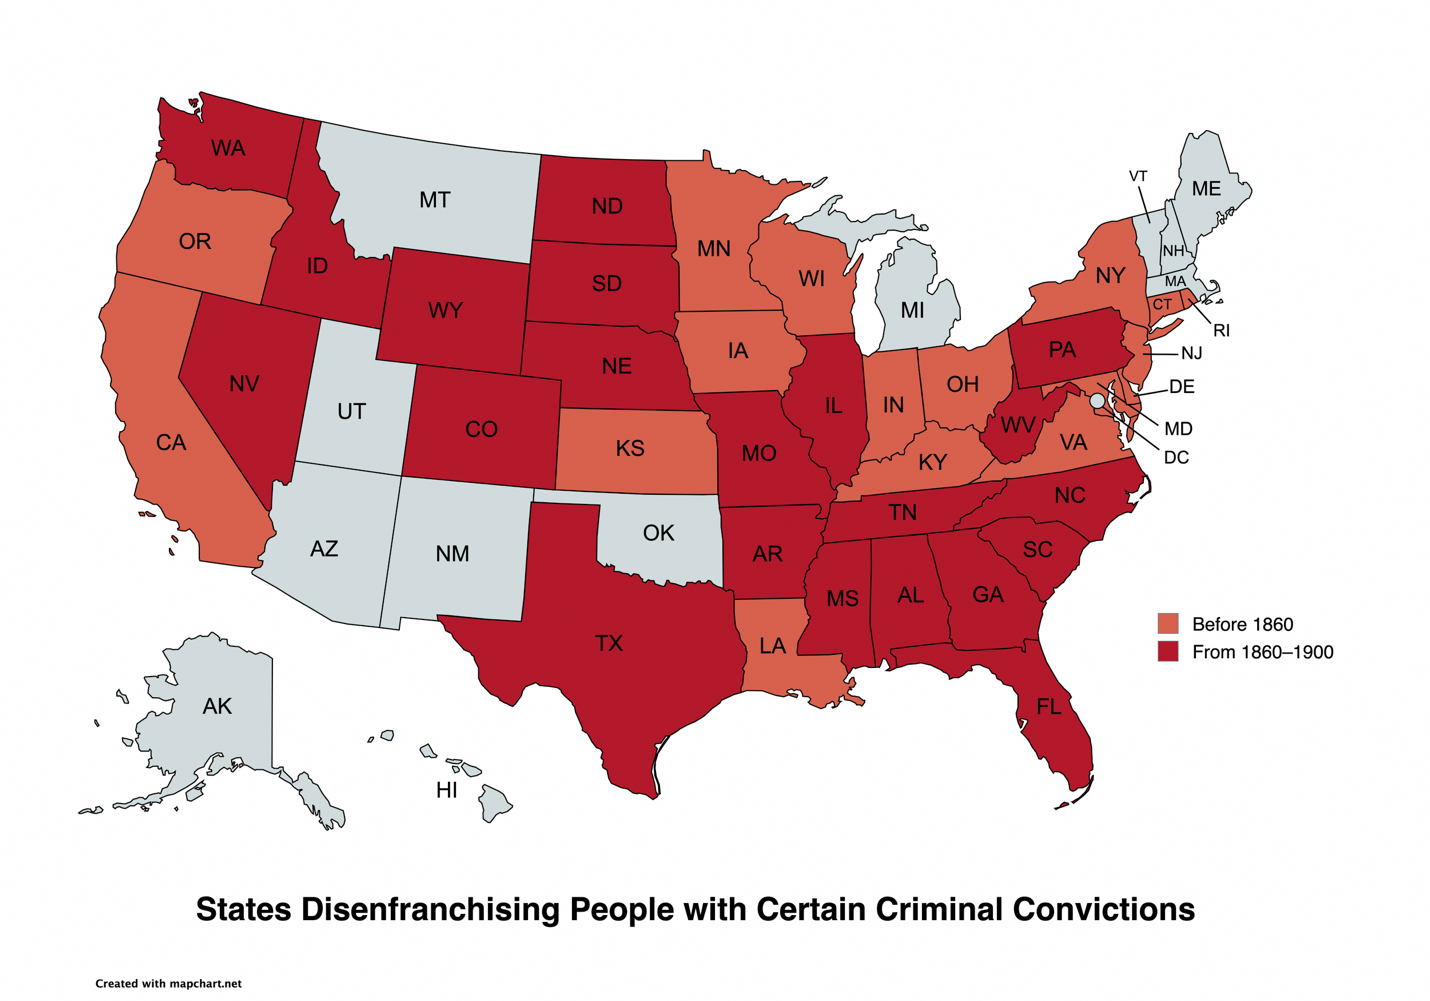 WA
MT
ND
MN
VT
ME
OR
ID
SD
WI
NH
NY
MA
WY
MI
CT
RI
NV
NE
IA
PA
NJ
UT
CO
IL
IN
OH
DE
CA
KS
MO
WV
VA
MD
KY
DC
NC
AZ
NM
OK
AR
TN
SC
MS
AL
GA
TX
LA
FL
AK
HI
Before 1860
From 1860–1900
States Disenfranchising People with Certain Criminal Convictions
Created with mapchart.net